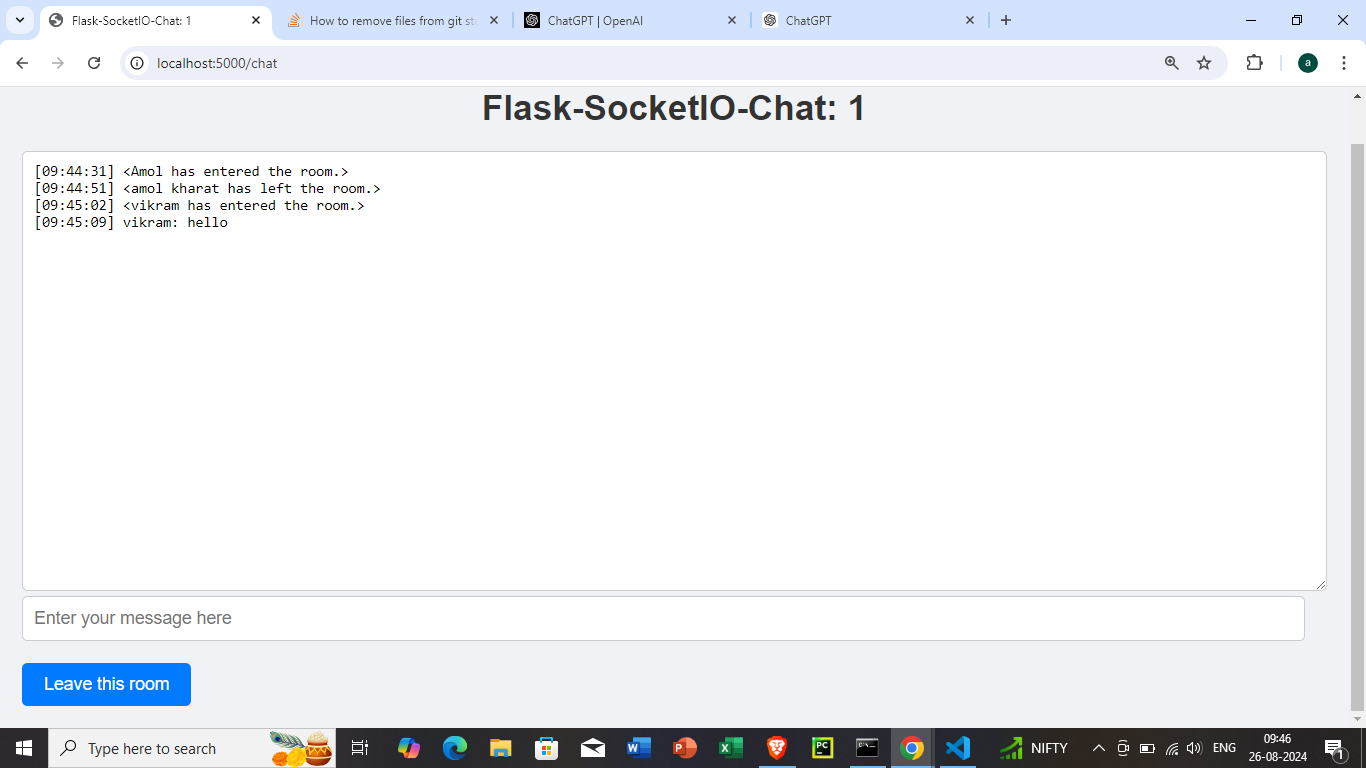 Flask-SocketIO-Chat: 1
How to remove files from git sta
ChatGPT | OpenAI
ChatGPT
localhost:5000/chat
a
Flask-SocketIO-Chat: 1
[09:44:31] <Amol has entered the room.>
[09:44:51] <amol kharat has left the room.>
[09:45:02] <vikram has entered the room.>
[09:45:09] vikram: hello
Enter your message here
Leave this room
Type here to search
NIFTY
ENG
09:46
26-08-2024
1